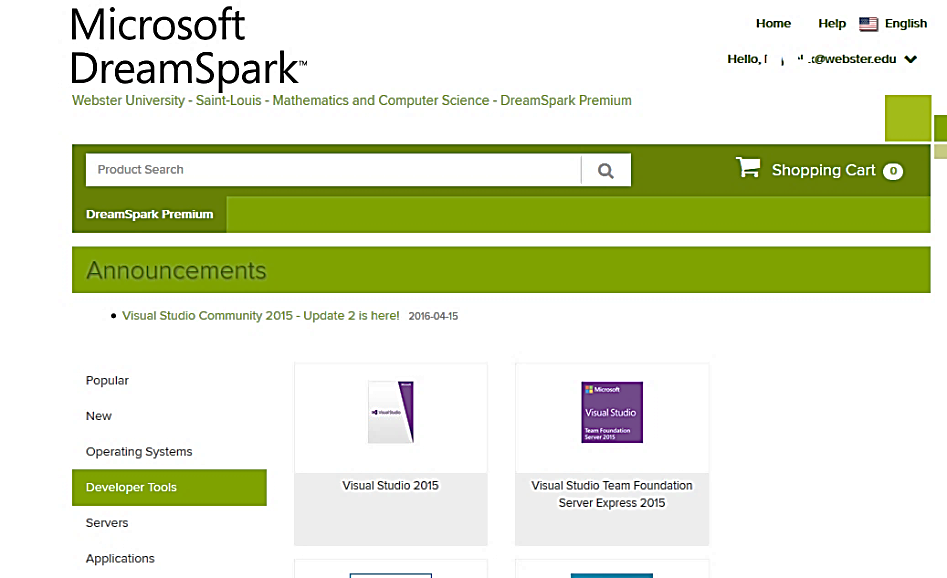 Microsoft
DreamSpark™
Home Help English
Hello, @webster.edu
Webster University - Saint-Louis - Mathematics and Computer Science - DreamSpark Premium
Product Search
Shopping Cart 0
DreamSpark Premium
Announcements
• Visual Studio Community 2015 - Update 2 is here! 2016-04-15
Popular
New
Operating Systems
Developer Tools
Servers
Applications
Visual Studio
Visual Studio 2015
Microsoft
Visual Studio
Team Foundation
Server 2015
Visual Studio Team Foundation
Server Express 2015